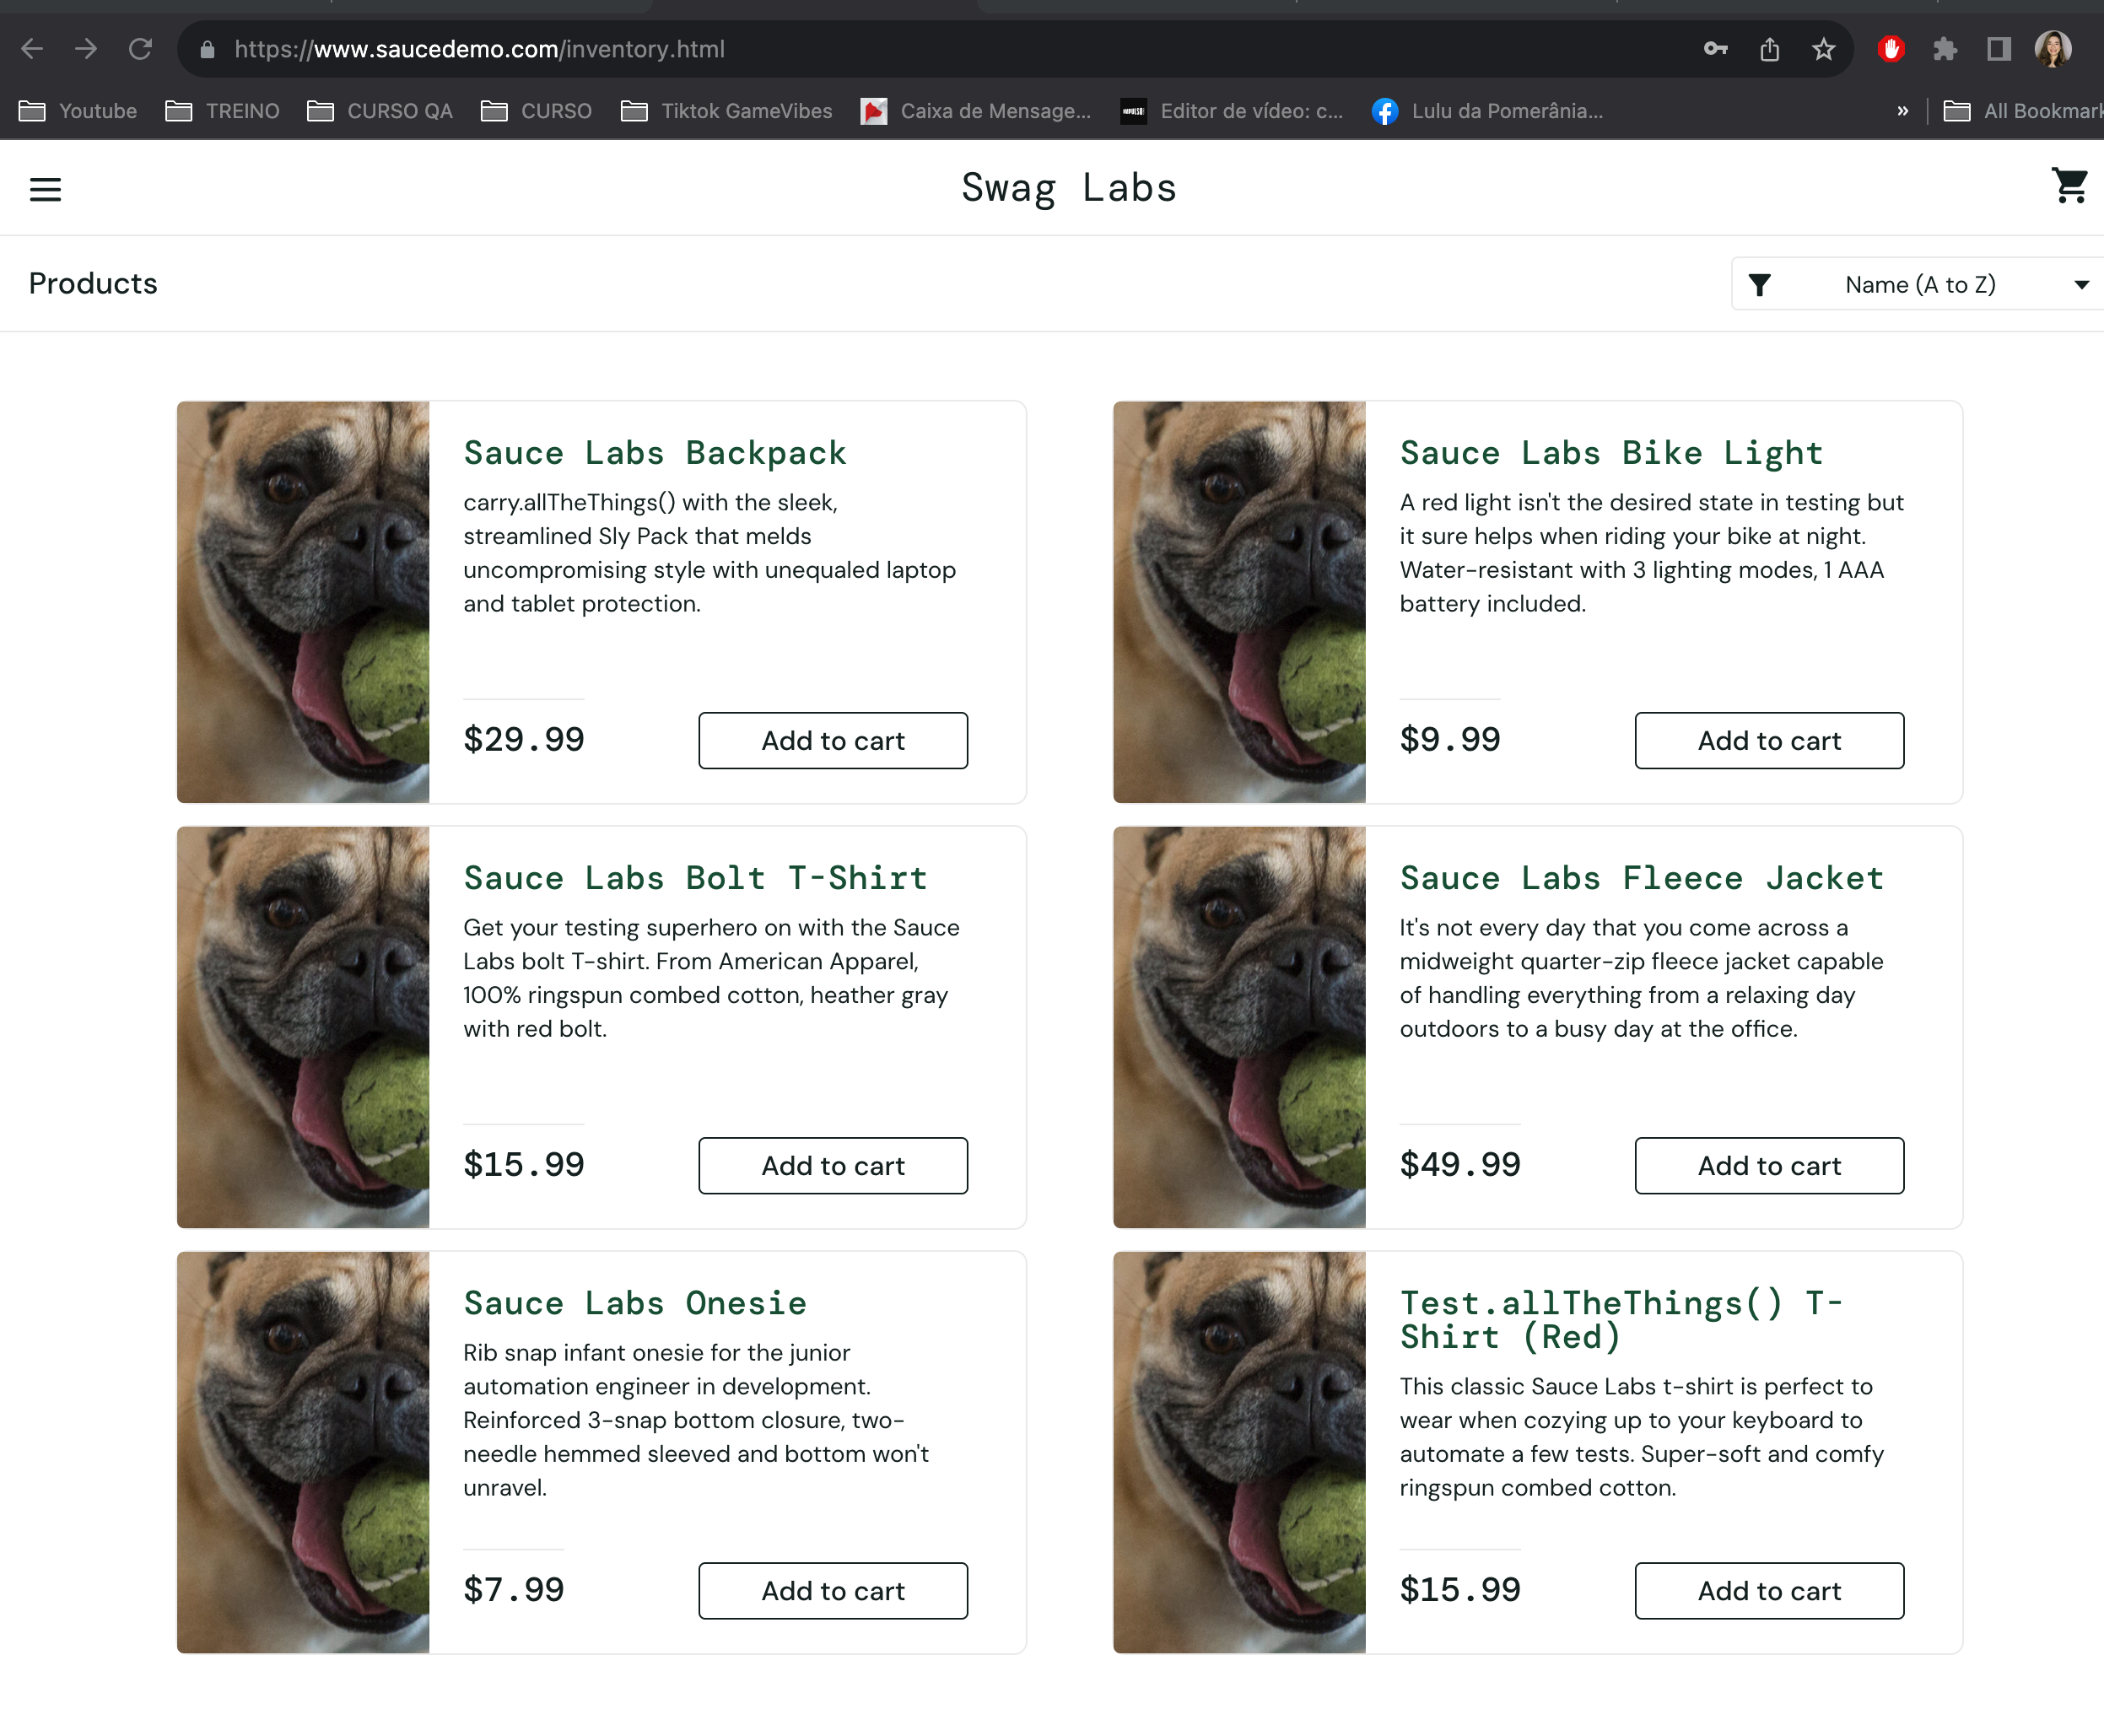 https://www.saucedemo.com/inventory.html
Youtube TREINO CURSO QA CURSO Tiktok GameVibes Caixa de Mensage... Editor de vídeo: c... Lulu da Pomerânia... » All Bookmark
Swag Labs
Products
Name (A to Z)
Sauce Labs Backpack
carry.allTheThings() with the sleek,
streamlined Sly Pack that melds
uncompromising style with unequaled laptop
and tablet protection.
$29.99
Add to cart
Sauce Labs Bike Light
A red light isn't the desired state in testing but
it sure helps when riding your bike at night.
Water-resistant with 3 lighting modes, 1 AAA
battery included.
$9.99
Add to cart
Sauce Labs Bolt T-Shirt
Get your testing superhero on with the Sauce
Labs bolt T-shirt. From American Apparel,
100% ringspun combed cotton, heather gray
with red bolt.
$15.99
Add to cart
Sauce Labs Fleece Jacket
It's not every day that you come across a
midweight quarter-zip fleece jacket capable
of handling everything from a relaxing day
outdoors to a busy day at the office.
$49.99
Add to cart
Sauce Labs Onesie
Rib snap infant onesie for the junior
automation engineer in development.
Reinforced 3-snap bottom closure, two-
needle hemmed sleeved and bottom won't
unravel.
$7.99
Add to cart
Test.allTheThings() T-
Shirt (Red)
This classic Sauce Labs t-shirt is perfect to
wear when cozying up to your keyboard to
automate a few tests. Super-soft and comfy
ringspun combed cotton.
$15.99
Add to cart